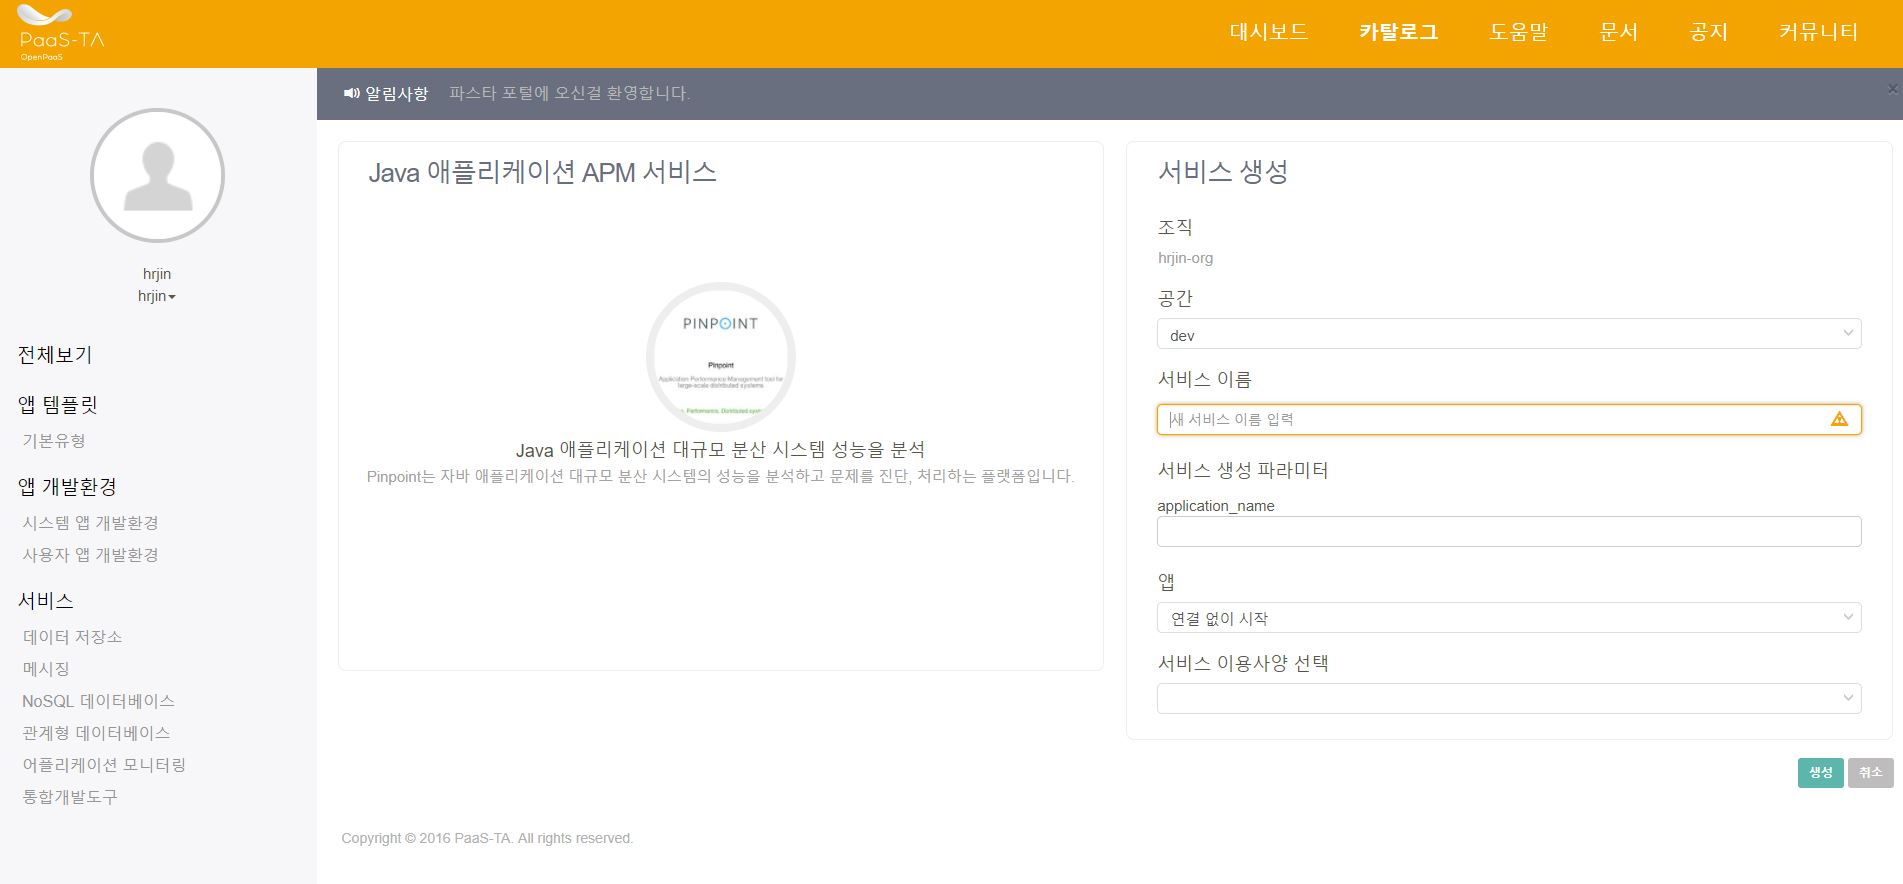 PaaS-TA
OpenPaaS
대시보드
카탈로그
도움말
문서
공지
커뮤니티
hrjin
hrjin
전체보기
앱 템플릿
기본유형
앱 개발환경
시스템 앱 개발환경
사용자 앱 개발환경
서비스
데이터 저장소
메시징
NoSQL 데이터베이스
관계형 데이터베이스
어플리케이션 모니터링
통합개발도구
알림사항 파스타 포털에 오신걸 환영합니다.
×
Java 애플리케이션 APM 서비스
PINPOINT
Pinpoint
Application Performance Management tool for
large-scale distributed systems
Performance, Distributed
Java 애플리케이션 대규모 분산 시스템 성능을 분석
Pinpoint는 자바 애플리케이션 대규모 분산 시스템의 성능을 분석하고 문제를 진단, 처리하는 플랫폼입니다.
서비스 생성
조직
hrjin-org
공간
dev
서비스 이름
새 서비스 이름 입력
서비스 생성 파라미터
application_name
앱
연결 없이 시작
서비스 이용사양 선택
생성
취소
Copyright © 2016 PaaS-TA. All rights reserved.